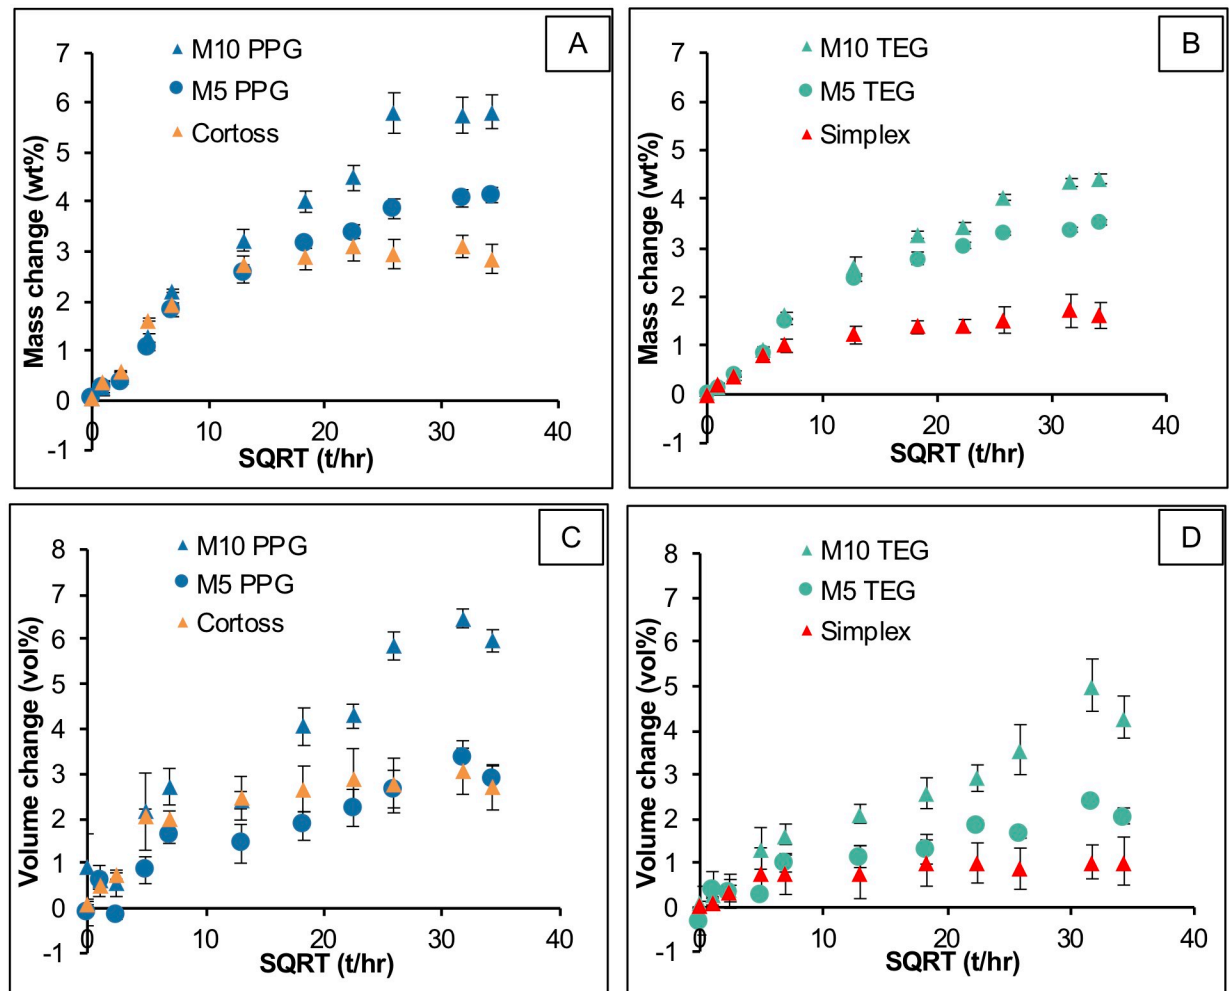 A
M10 PPG
M5 PPG
Cortoss
Mass change (wt%)
7
6
5
4
3
2
1
0
-1
0 10 20 30 40
SQRT (t/hr)
B
M10 TEG
M5 TEG
Simplex
Mass change (wt%)
7
6
5
4
3
2
1
0
-1
0 10 20 30 40
SQRT (t/hr)
C
M10 PPG
M5 PPG
Cortoss
Volume change (vol%)
8
7
6
5
4
3
2
1
0
-1
0 10 20 30 40
SQRT (t/hr)
D
M10 TEG
M5 TEG
Simplex
Volume change (vol%)
8
7
6
5
4
3
2
1
0
-1
0 10 20 30 40
SQRT (t/hr)